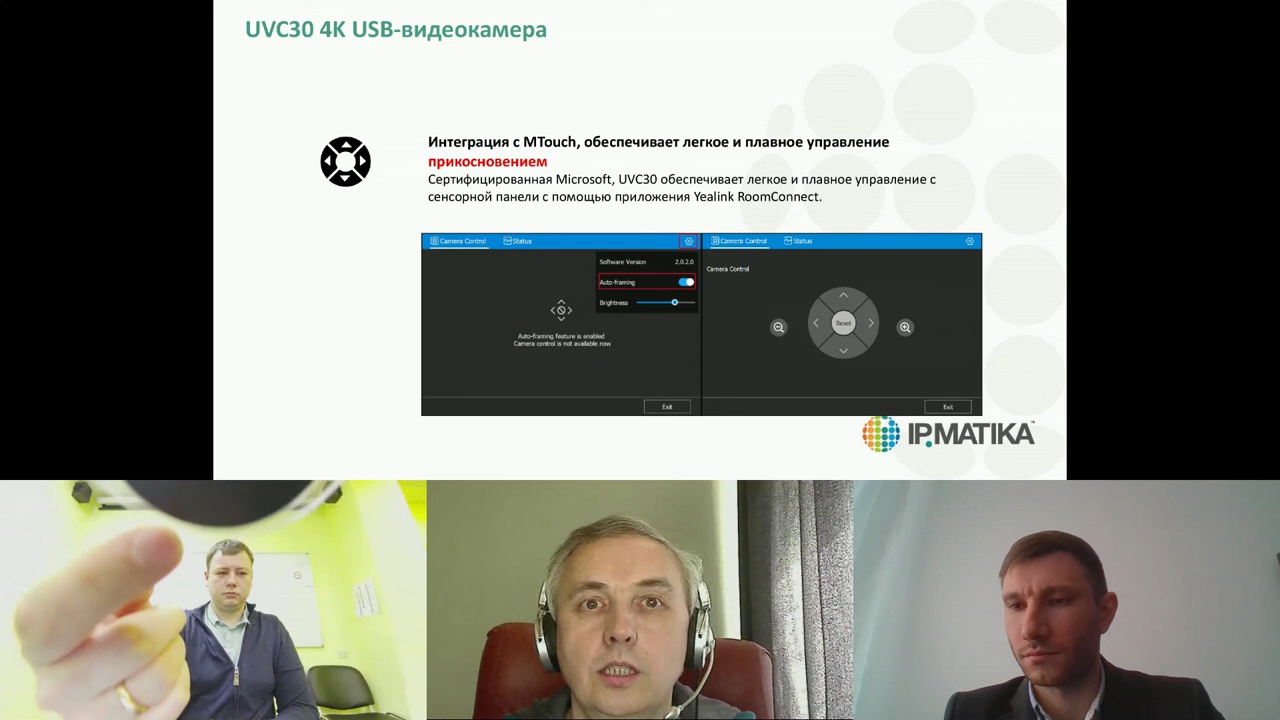 UVC30 4K USB-видеокамера
Интеграция с MTouch, обеспечивает легкое и плавное управление
прикосновением
Сертифицированная Microsoft, UVC30 обеспечивает легкое и плавное управление с
сенсорной панели с помощью приложения Yealink RoomConnect.
Camera Control Status
Software Version 2.0.2.0
Auto-framing
Brightness
Auto-framing feature is enabled
Camera control is not available now
Exit
Camera Control Status
Camera Control
Reset
Exit
IP.MATIKA™